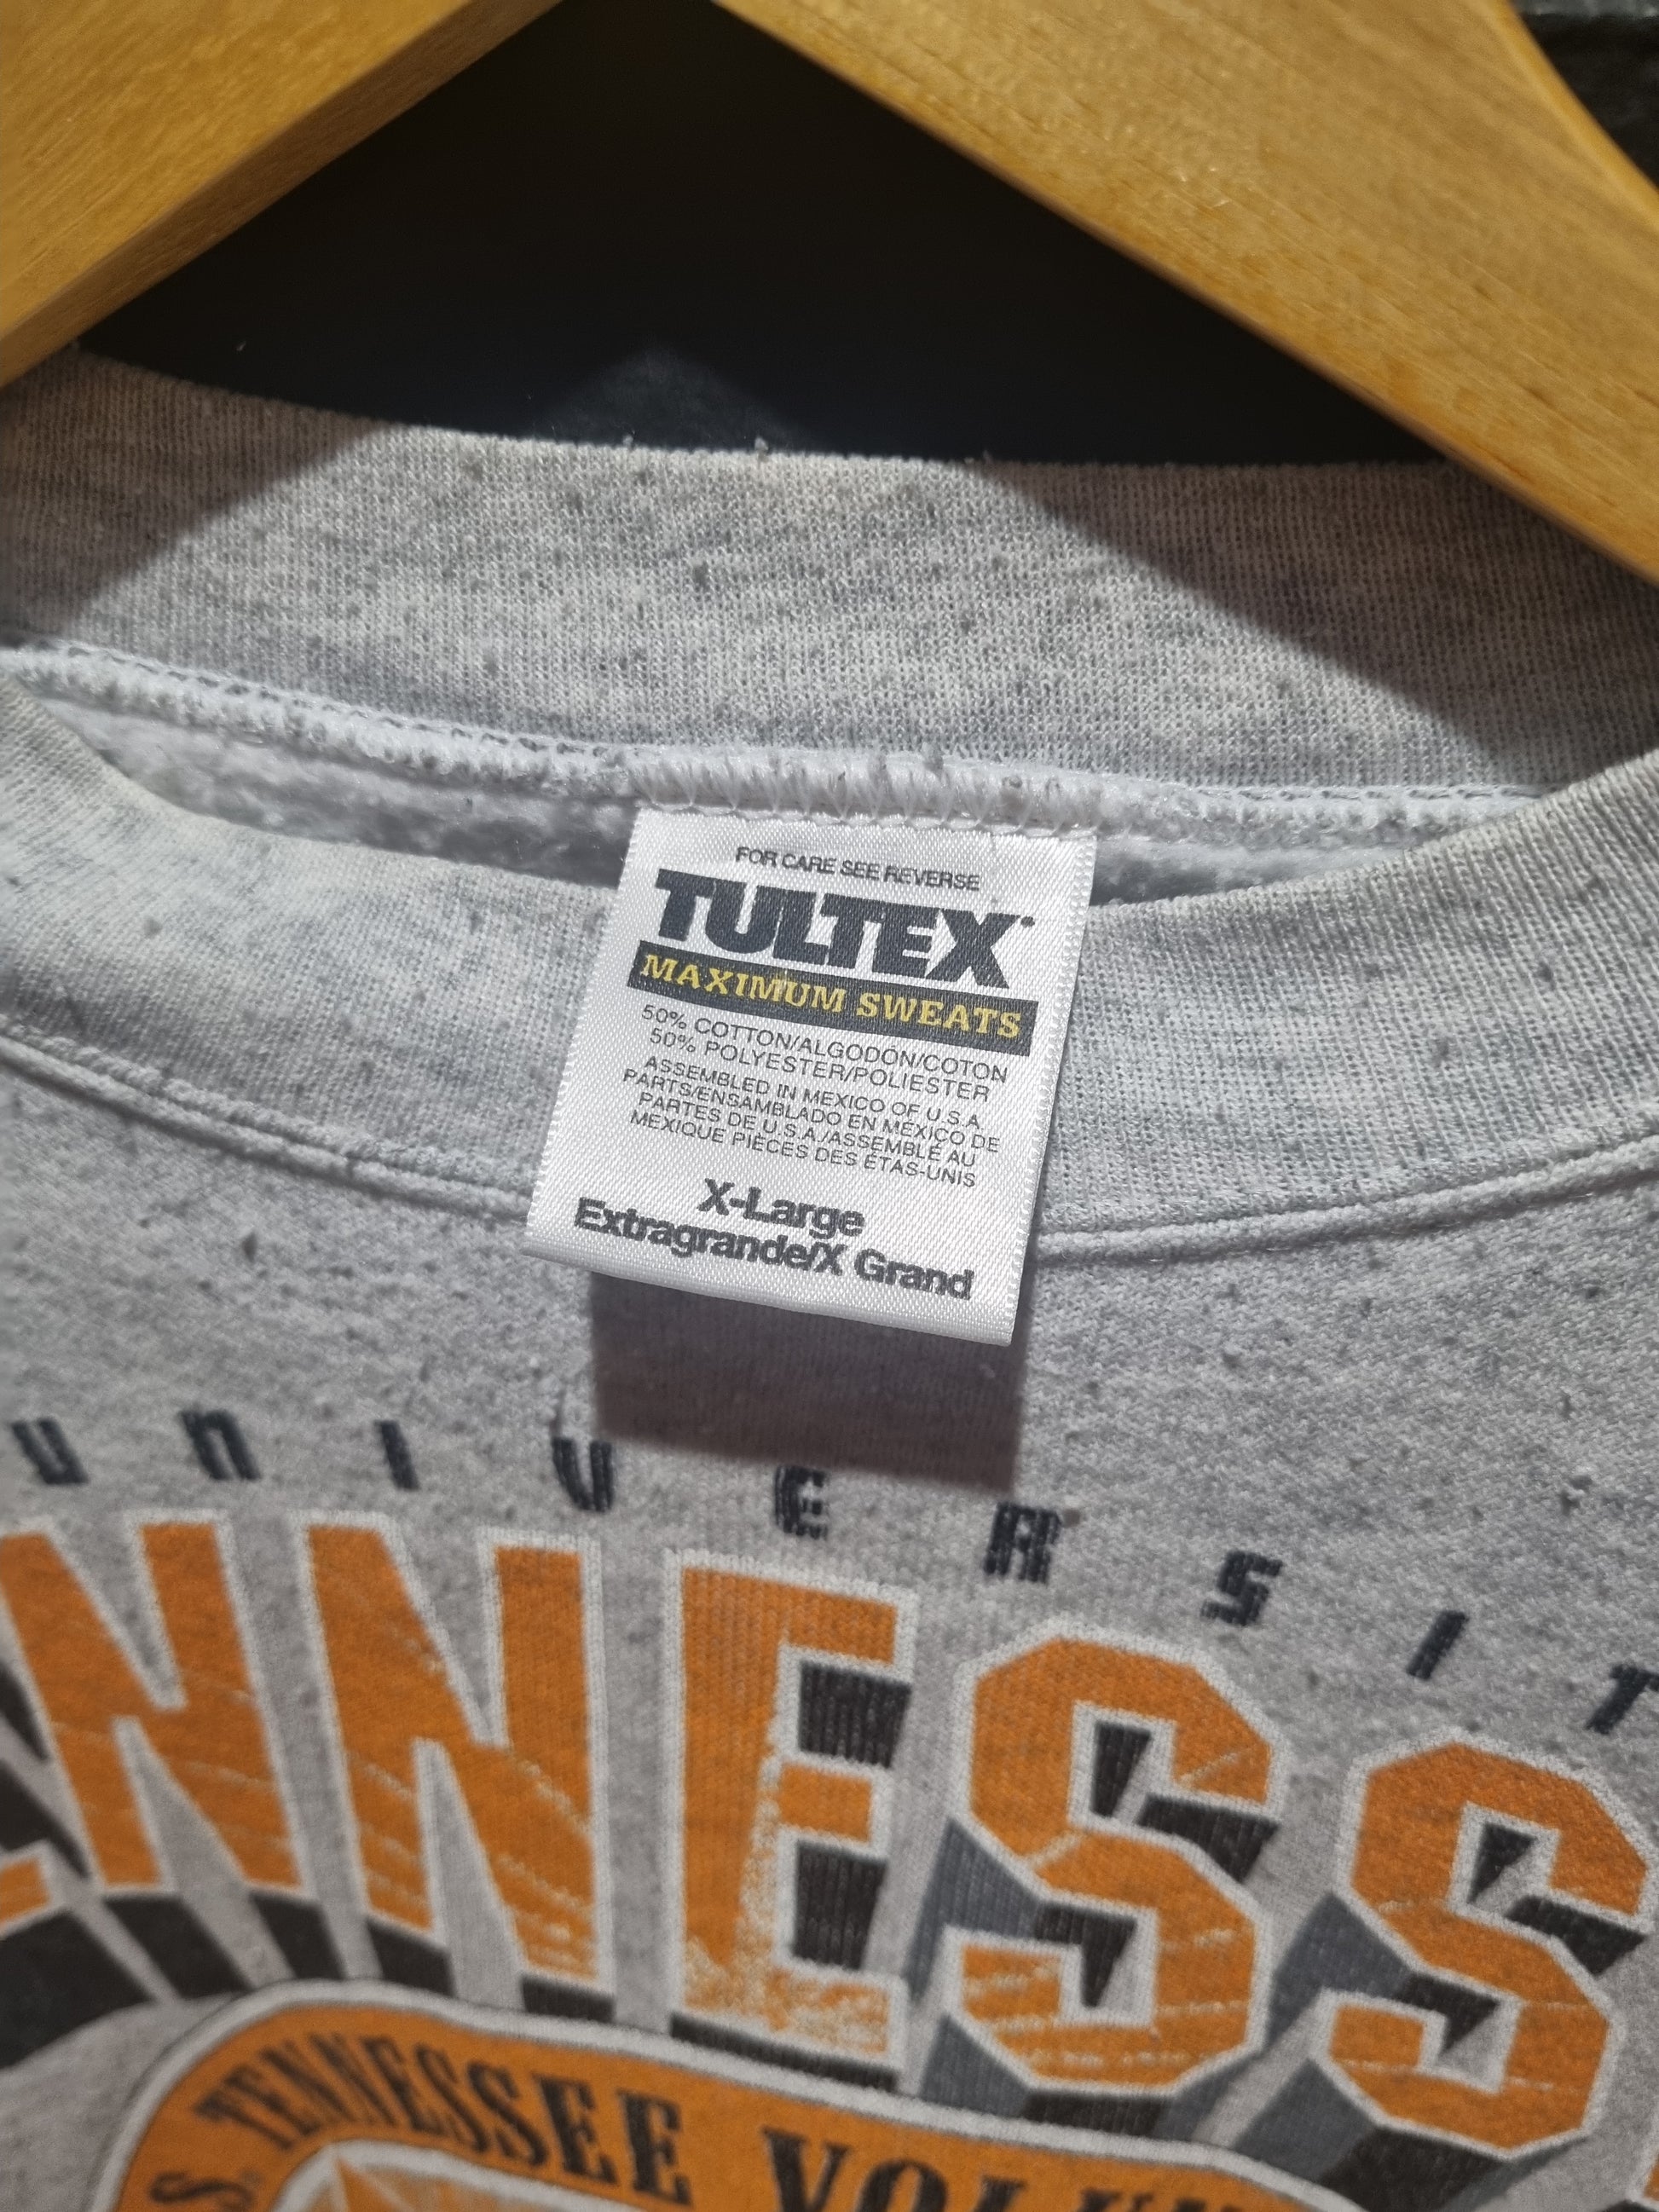 FOR CARE SEE REVERSE
TULTEX
MAXIMUM SWEATS
50% COTTON/ALGODÓN/COTON
50% POLYESTER/POLIESTER
ASSEMBLED IN MEXICO OF U.S.A.
PARTS/ENSAMBLADO EN MEXICO DE
PARTES DE U.S.A./ASSEMBLÉ AU
MEXIQUE PIÈCES DES ÉTAS-UNIS
X-Large
Extragrande/X Grand
UNIVERSIT
NNESS
TENNESSEE